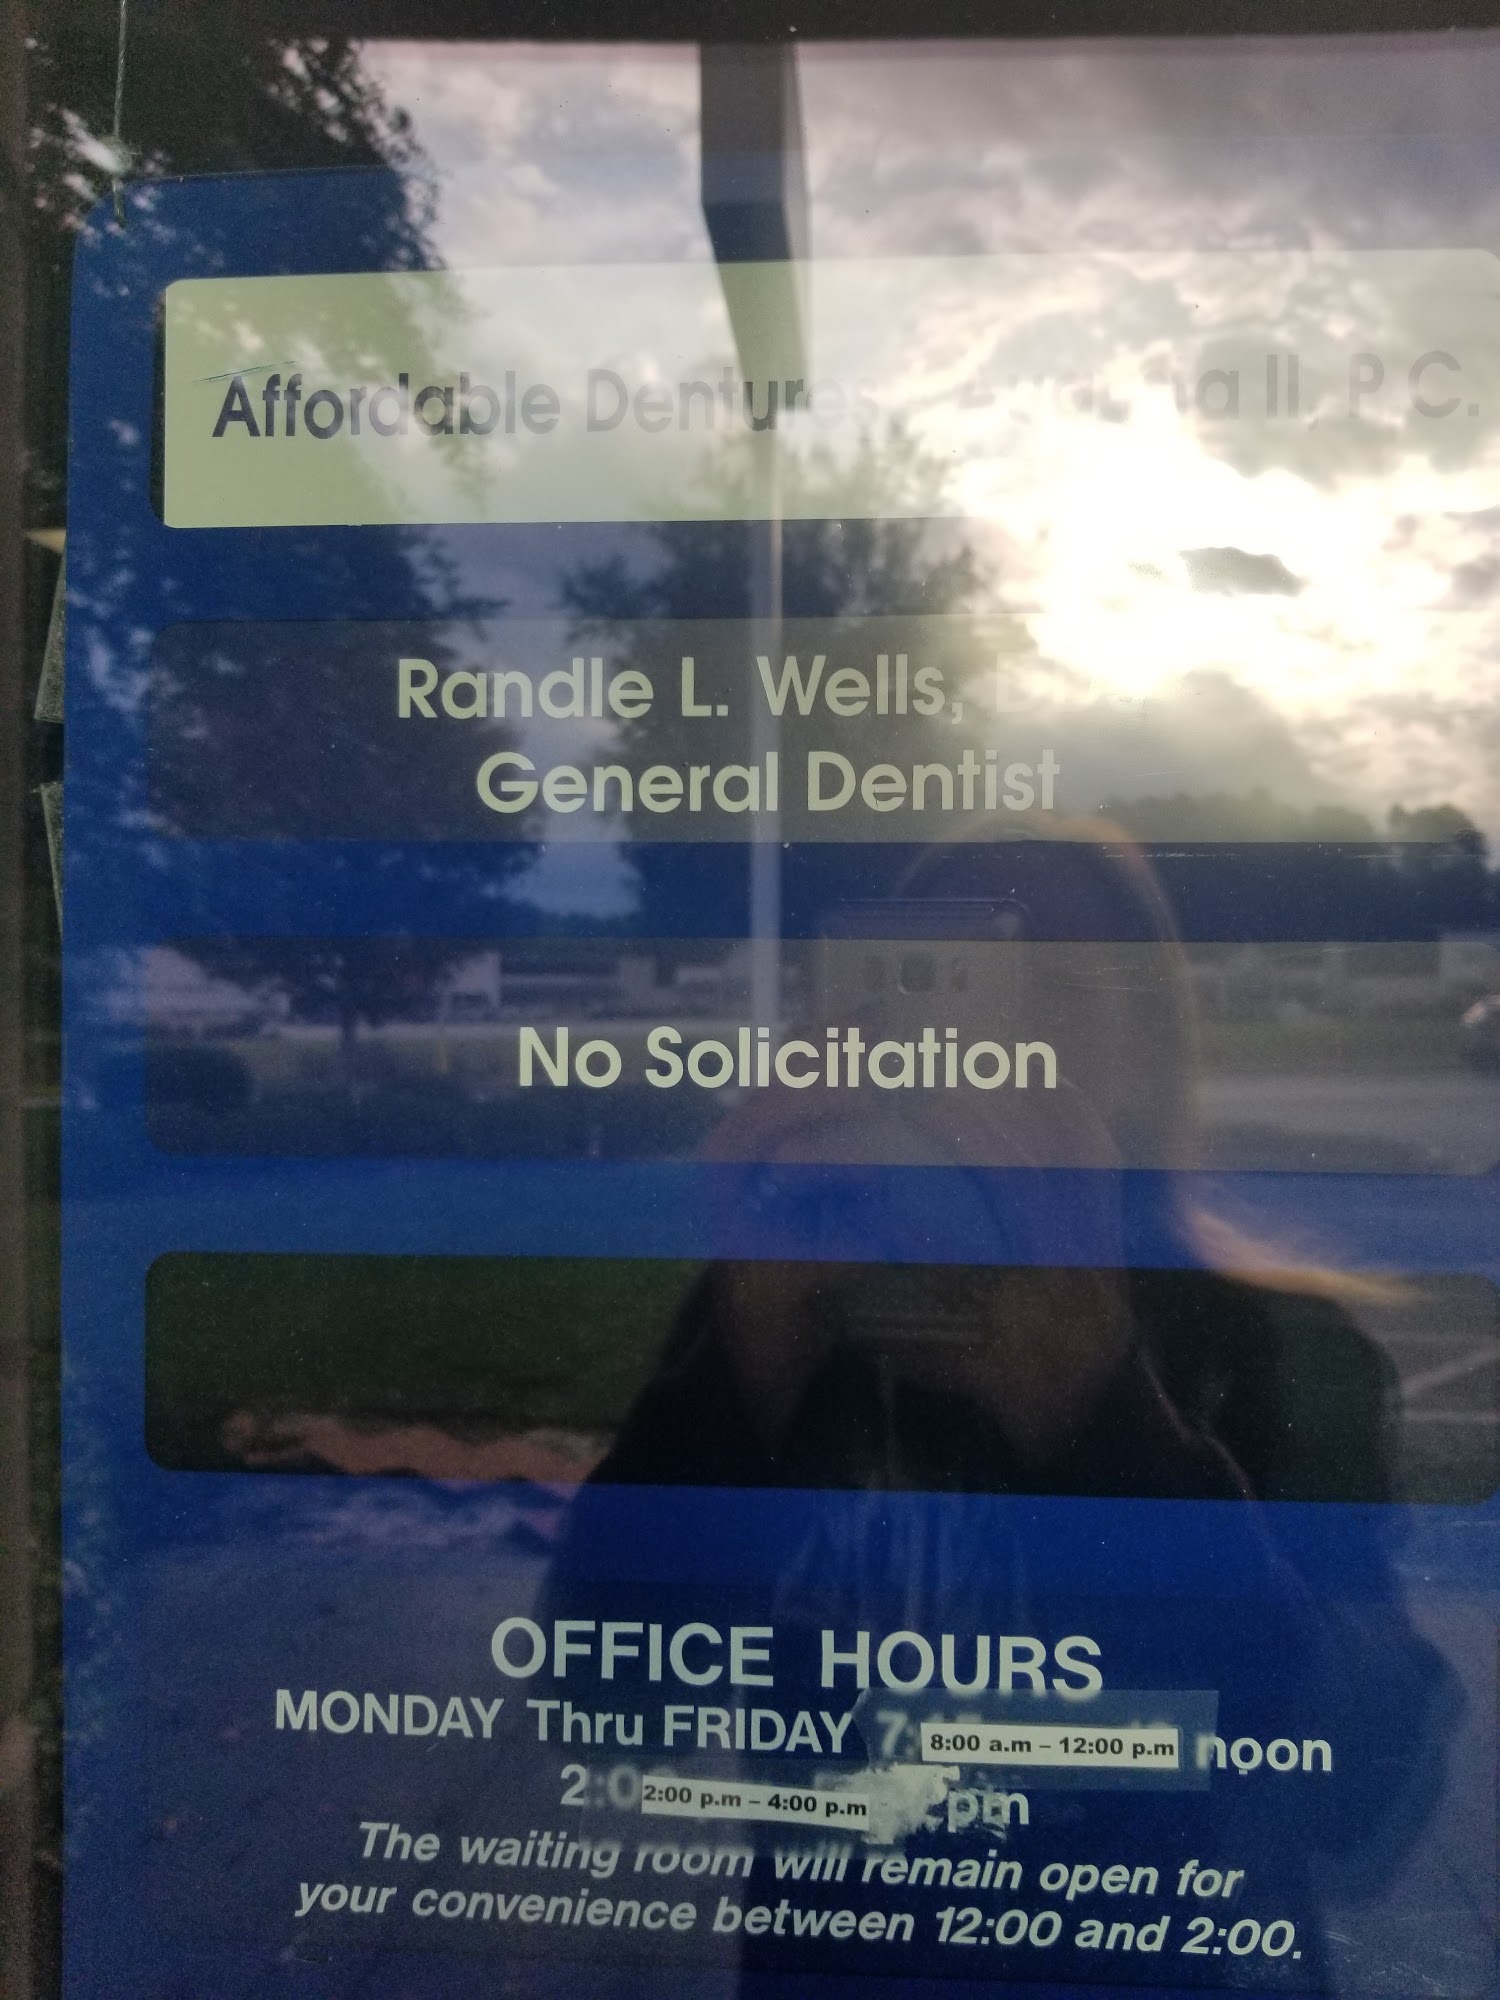 Affordable Dentures II, P.C.
Randle L. Wells,
General Dentist
No Solicitation
OFFICE HOURS
MONDAY Thru FRIDAY 8:00 a.m – 12:00 p.m noon
2:00 p.m – 4:00 p.m pm
The waiting room will remain open for
your convenience between 12:00 and 2:00.